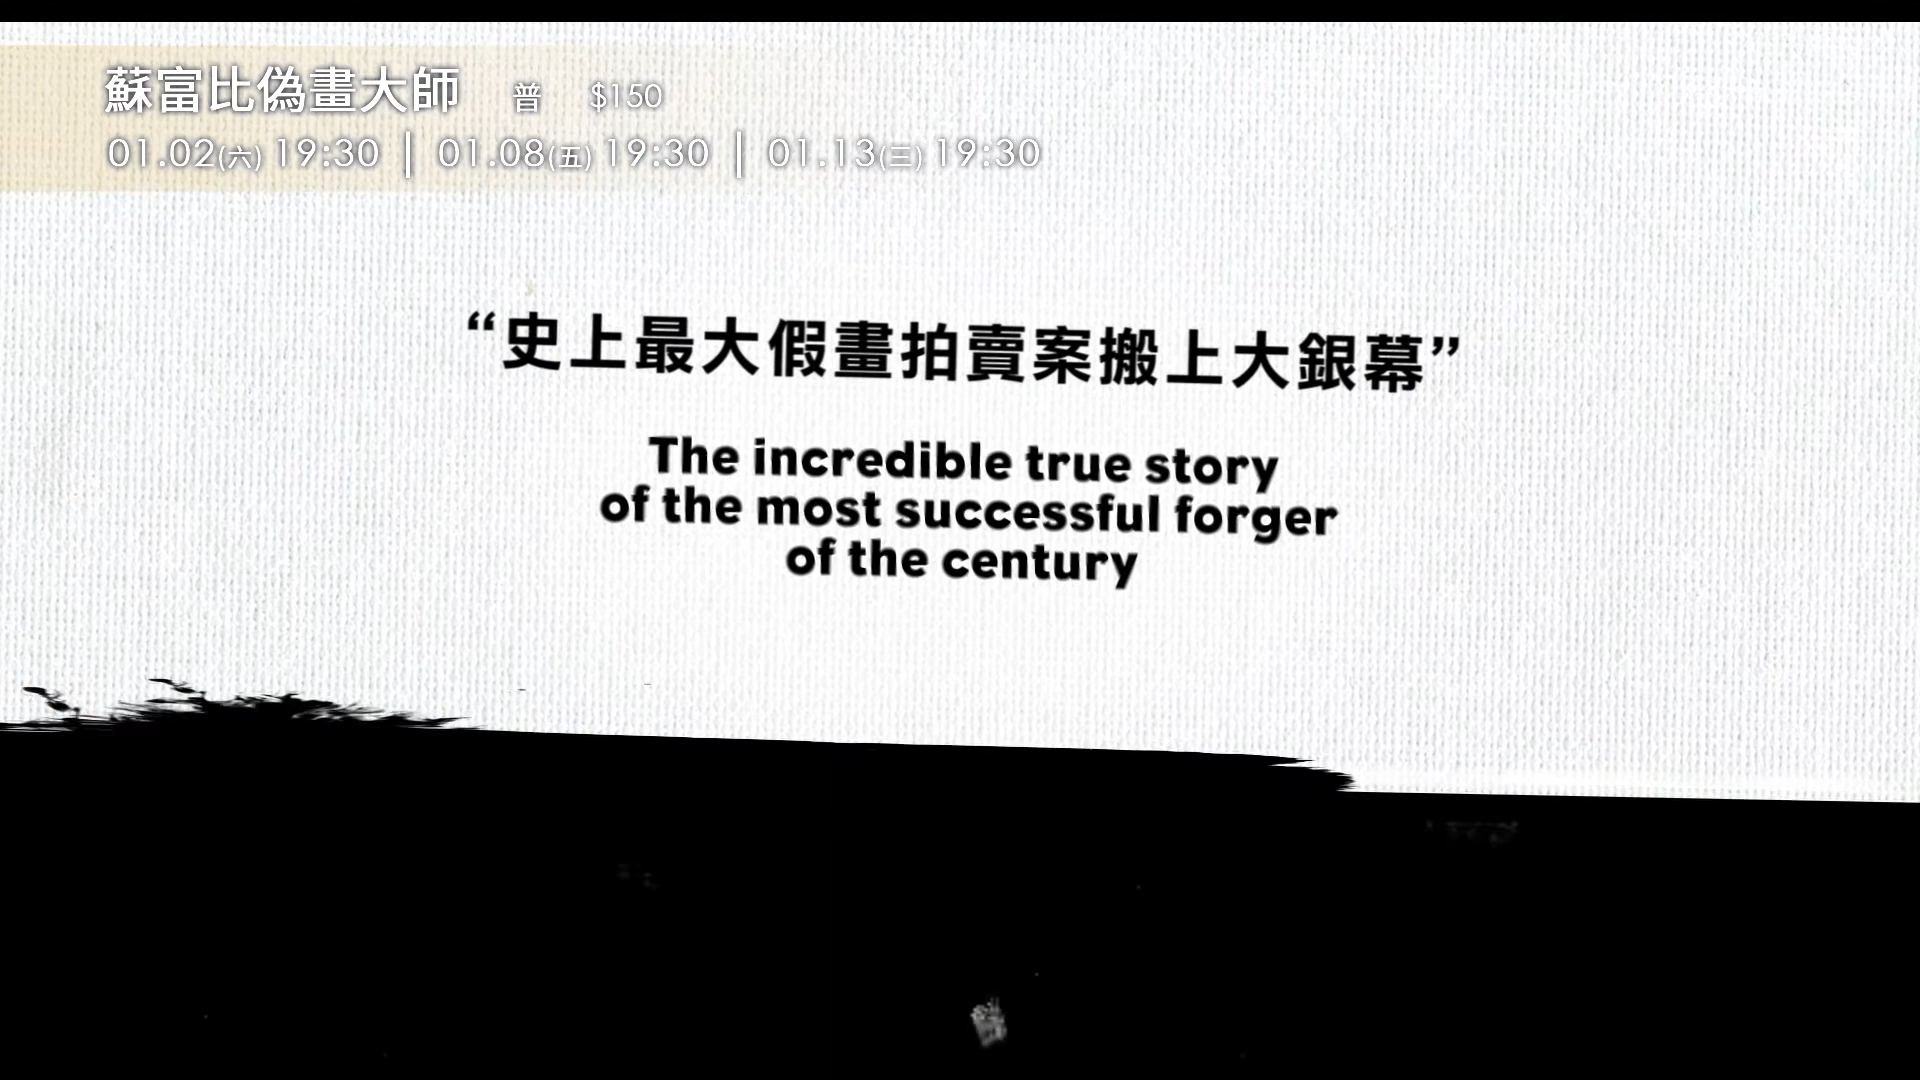 蘇富比偽畫大師 普 $150
01.02(六) 19:30 | 01.08(五) 19:30 | 01.13(三) 19:30
“史上最大假畫拍賣案搬上大銀幕”
The incredible true story
of the most successful forger
of the century